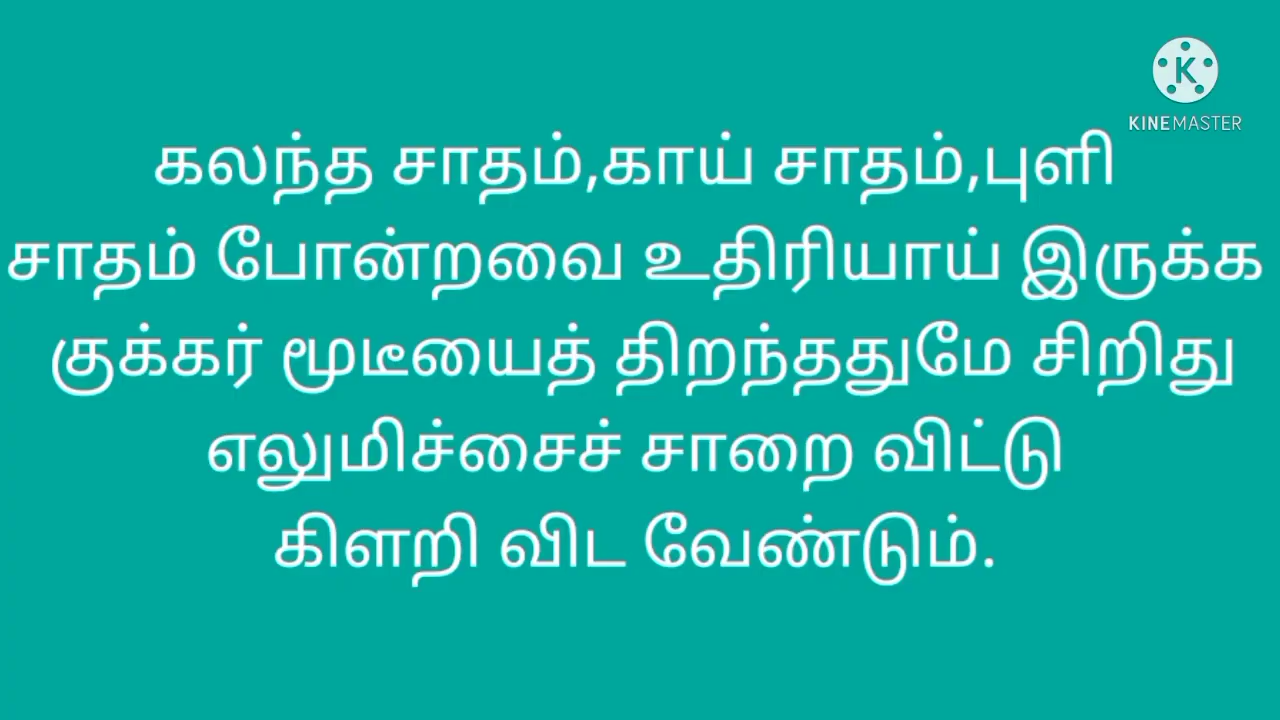 K
KINEMASTER
கலந்த சாதம்,காய் சாதம்,புளி
சாதம் போன்றவை உதிரியாய் இருக்க
குக்கர் மூடீயைத் திறந்ததுமே சிறிது
எலுமிச்சைச் சாறை விட்டு
கிளறி விட வேண்டும்.